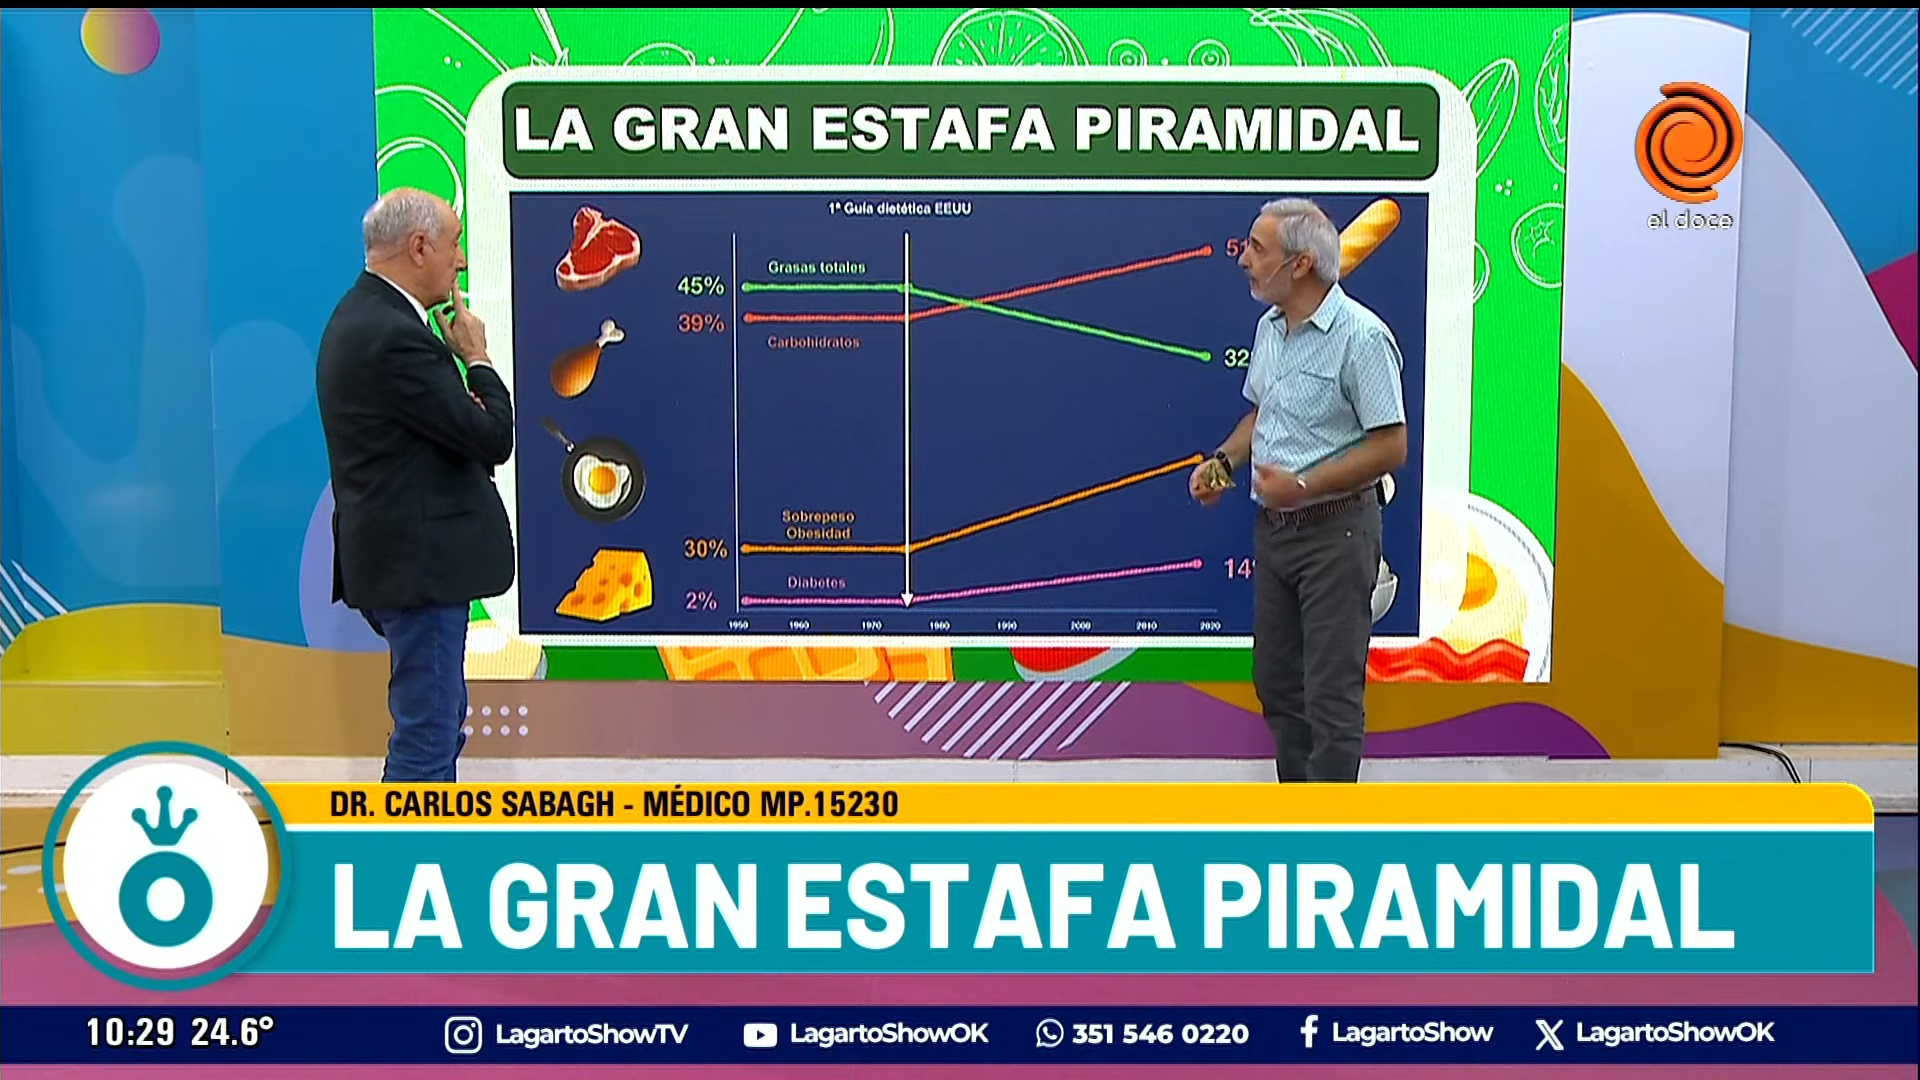 LA GRAN ESTAFA PIRAMIDAL
el doce
1ª Guía dietética EEUU
Grasas totales
45%
39%
Carbohidratos
32
Sobrepeso
Obesidad
30%
Diabetes
2%
14
1950 1960 1970 1980 1990 2000 2010 2020
DR. CARLOS SABAGH - MÉDICO MP.15230
LA GRAN ESTAFA PIRAMIDAL
10:29 24.6° LagartoShowTV LagartoShowOK 351 546 0220 LagartoShow LagartoShowOK